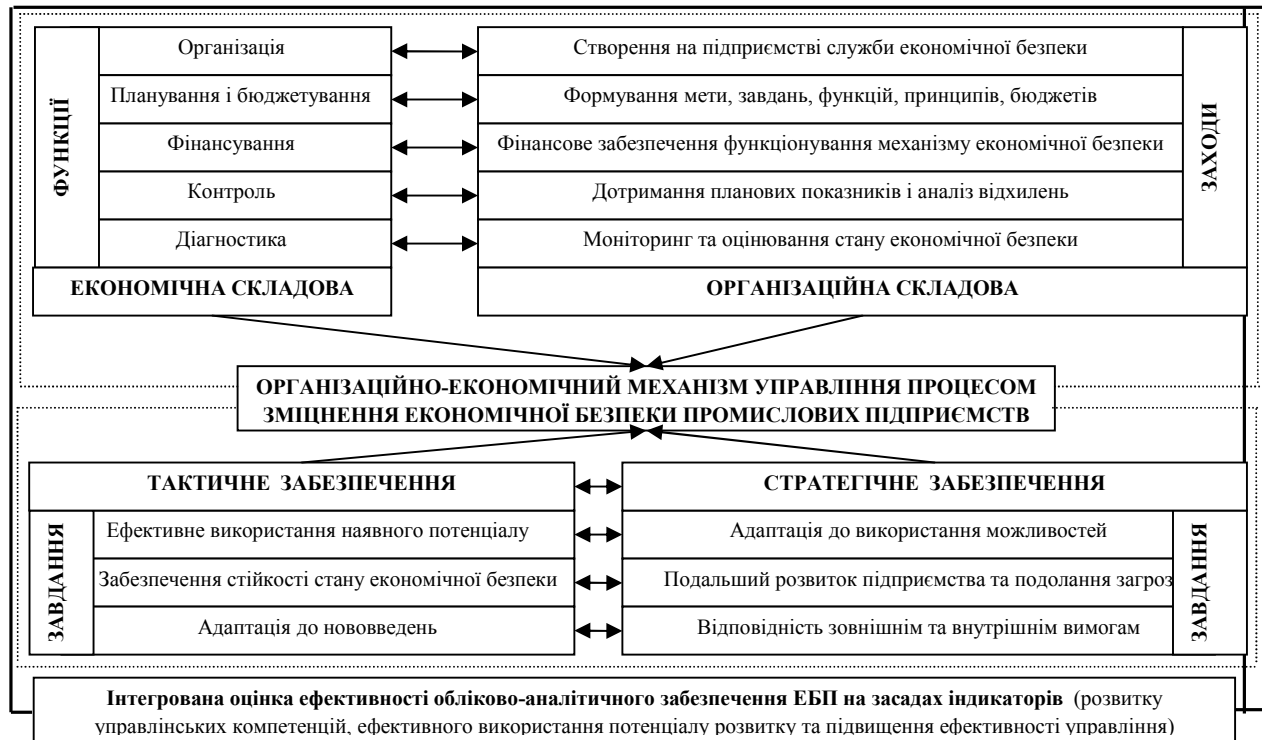 ФУНКЦІЇ
Організація
Створення на підприємстві служби економічної безпеки
ЗАХОДИ
Планування і бюджетування
Формування мети, завдань, функцій, принципів, бюджетів
Фінансування
Фінансове забезпечення функціонування механізму економічної безпеки
Контроль
Дотримання планових показників і аналіз відхилень
Діагностика
Моніторинг та оцінювання стану економічної безпеки
ЕКОНОМІЧНА СКЛАДОВА
ОРГАНІЗАЦІЙНА СКЛАДОВА
ОРГАНІЗАЦІЙНО-ЕКОНОМІЧНИЙ МЕХАНІЗМ УПРАВЛІННЯ ПРОЦЕСОМ
ЗМІЦНЕННЯ ЕКОНОМІЧНОЇ БЕЗПЕКИ ПРОМИСЛОВИХ ПІДПРИЄМСТВ
ТАКТИЧНЕ ЗАБЕЗПЕЧЕННЯ
СТРАТЕГІЧНЕ ЗАБЕЗПЕЧЕННЯ
ЗАВДАННЯ
Ефективне використання наявного потенціалу
Адаптація до використання можливостей
ЗАВДАННЯ
Забезпечення стійкості стану економічної безпеки
Подальший розвиток підприємства та подолання загроз
Адаптація до нововведень
Відповідність зовнішнім та внутрішнім вимогам
Інтегрована оцінка ефективності обліково-аналітичного забезпечення ЕБП на засадах індикаторів (розвитку
управлінських компетенцій, ефективного використання потенціалу розвитку та підвищення ефективності управління)